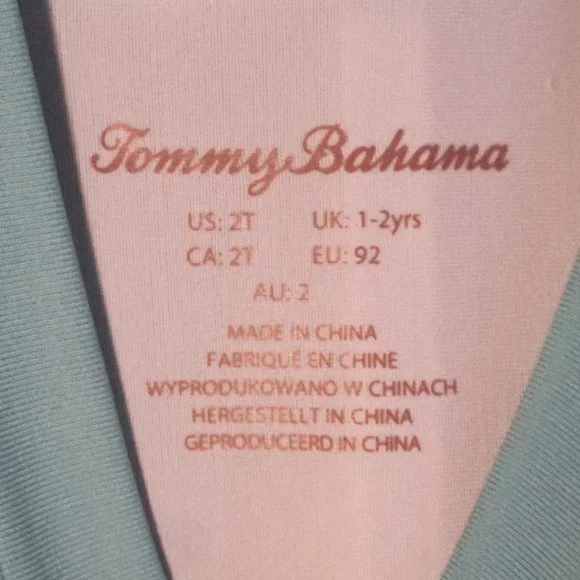 Tommy Bahama
US: 2T UK: 1-2yrs
CA: 2T EU: 92
AU: 2
MADE IN CHINA
FABRIQUÉ EN CHINE
WYPRODUKOWANO W CHINACH
HERGESTELLT IN CHINA
GEPRODUCEERD IN CHINA